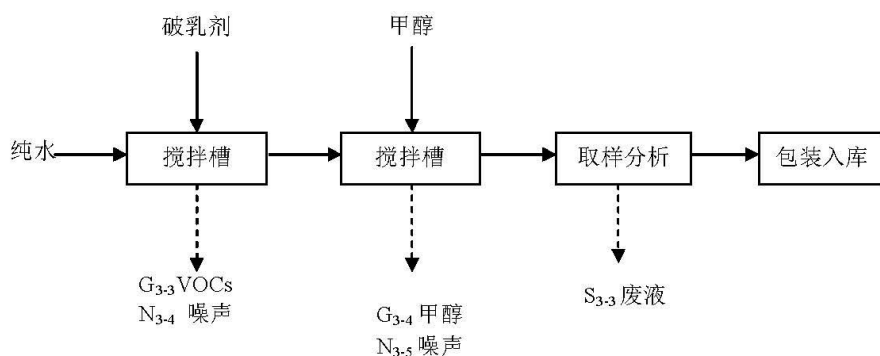 破乳剂
甲醇
纯水
搅拌槽
搅拌槽
取样分析
包装入库
G3-3VOCs
N3-4 噪声
G3-4 甲醇
N3-5 噪声
S3-3 废液